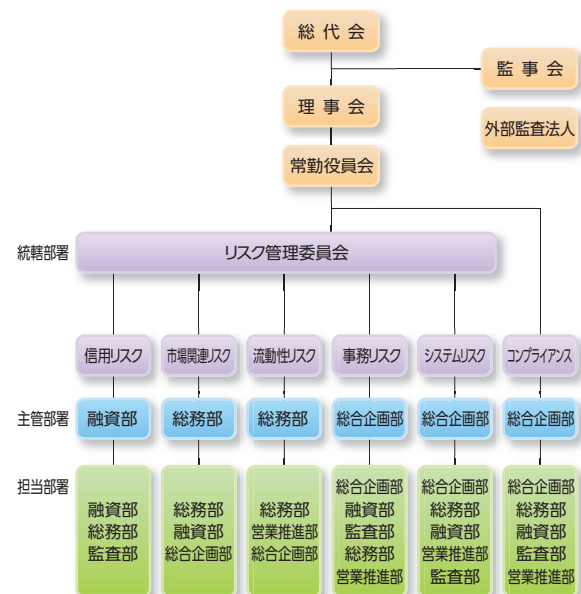 総代会
監事会
理事会
外部監査法人
常勤役員会
統轄部署
リスク管理委員会
信用リスク
市場関連リスク
流動性リスク
事務リスク
システムリスク
コンプライアンス
主管部署
融資部
総務部
総務部
総合企画部
総合企画部
総合企画部
担当部署
融資部
総務部
監査部
総務部
融資部
総合企画部
総務部
営業推進部
総合企画部
総合企画部
融資部
監査部
総務部
営業推進部
総合企画部
総務部
融資部
営業推進部
監査部
総合企画部
総務部
融資部
監査部
営業推進部